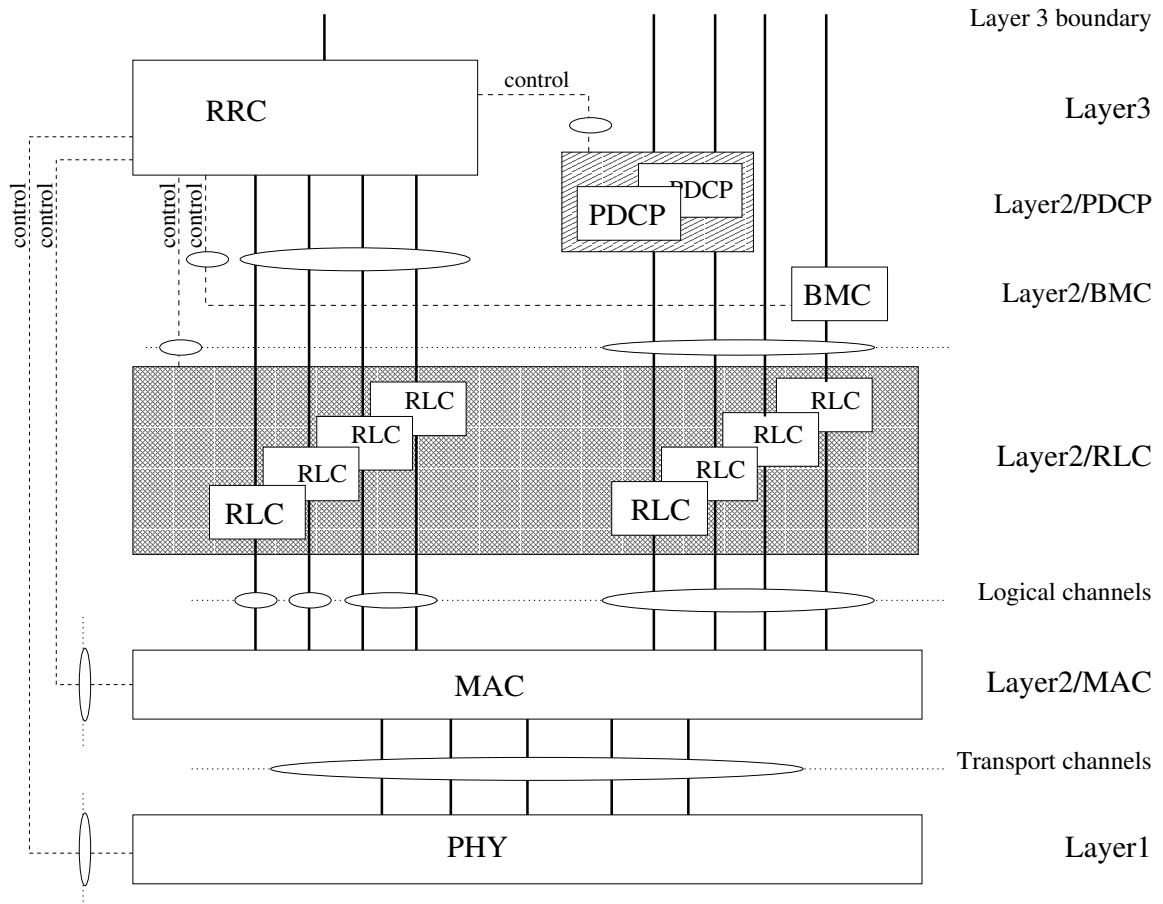 Layer 3 boundary
control
RRC
Layer3
control
control
control
control
PDCP
PDCP
Layer2/PDCP
BMC
Layer2/BMC
RLC
RLC
RLC
RLC
RLC
RLC
RLC
RLC
Layer2/RLC
Logical channels
MAC
Layer2/MAC
Transport channels
PHY
Layer1